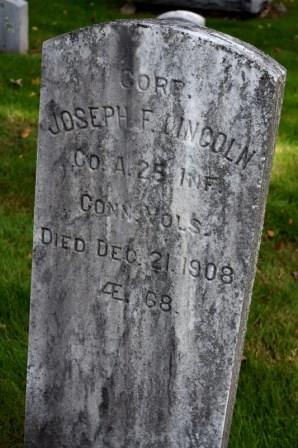 CORP.
JOSEPH F. LINCOLN
CO. A. 25 INF.
CONN. VOLS.
DIED DEC. 21. 1908
Æ. 68.